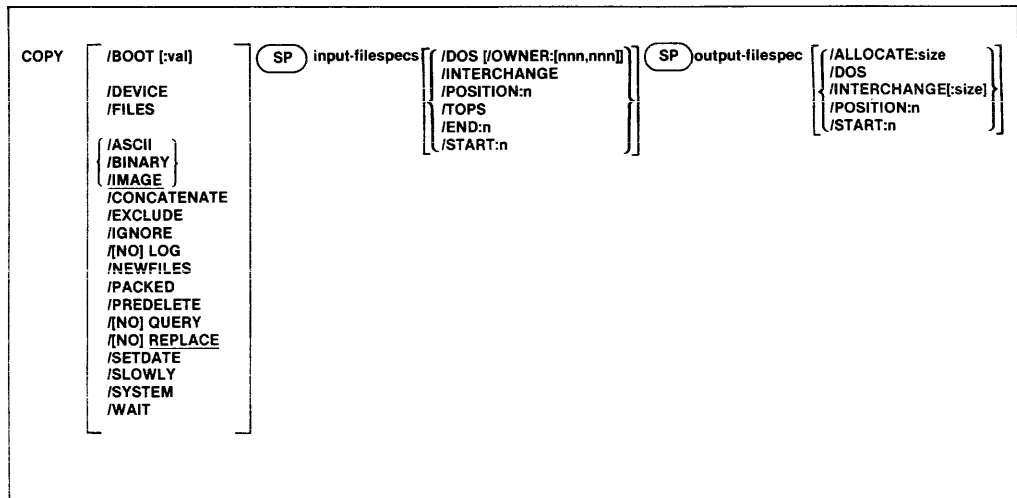 COPY /BOOT [:val] SP input-filespecs /DOS [/OWNER:[nnn,nnn]] SP output-filespec /ALLOCATE:size
/INTERCHANGE /DOS
/DEVICE /POSITION:n /INTERCHANGE[:size]
/FILES /TOPS /POSITION:n
/END:n /START:n
/ASCII /START:n
/BINARY
/IMAGE
/CONCATENATE
/EXCLUDE
/IGNORE
/[NO] LOG
/NEWFILES
/PACKED
/PREDELETE
/[NO] QUERY
/[NO] REPLACE
/SETDATE
/SLOWLY
/SYSTEM
/WAIT